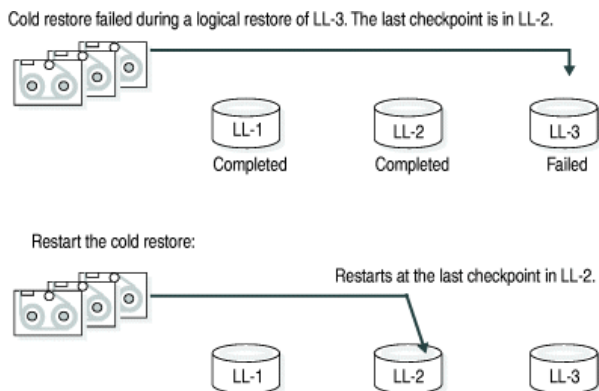 Cold restore failed during a logical restore of LL-3. The last checkpoint is in LL-2.
LL-1
LL-2
LL-3
Completed
Completed
Failed
Restart the cold restore:
Restarts at the last checkpoint in LL-2.
LL-1
LL-2
LL-3